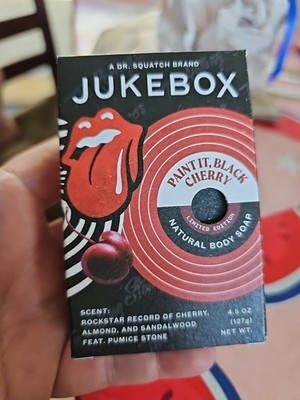 A DR. SQUATCH BRAND
JUKEBOX
PAINT IT, BLACK
CHERRY
LIMITED EDITION
NATURAL BODY SOAP
SCENT:
ROCKSTAR RECORD OF CHERRY,
ALMOND, AND SANDALWOOD
FEAT. PUMICE STONE
4.5 OZ
(127g)
NET WT.